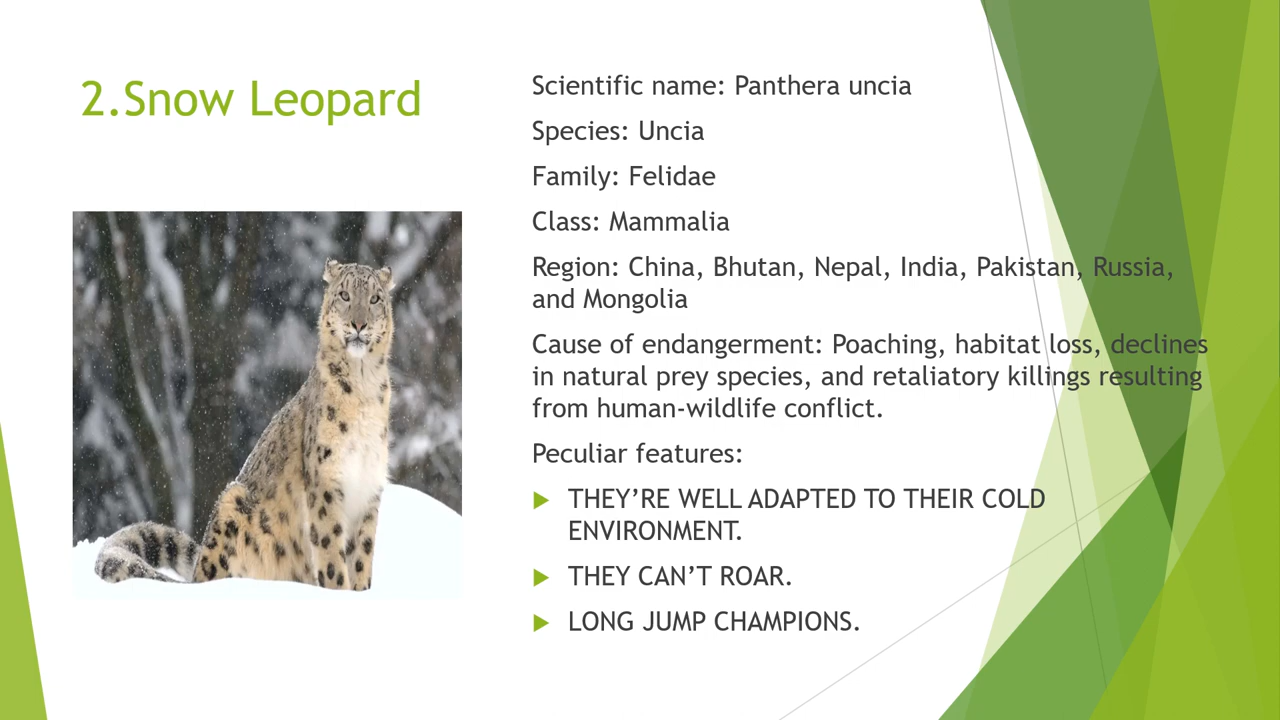 2.Snow Leopard
Scientific name: Panthera uncia
Species: Uncia
Family: Felidae
Class: Mammalia
Region: China, Bhutan, Nepal, India, Pakistan, Russia,
and Mongolia
Cause of endangerment: Poaching, habitat loss, declines
in natural prey species, and retaliatory killings resulting
from human-wildlife conflict.
Peculiar features:
THEY’RE WELL ADAPTED TO THEIR COLD
ENVIRONMENT.
THEY CAN’T ROAR.
LONG JUMP CHAMPIONS.